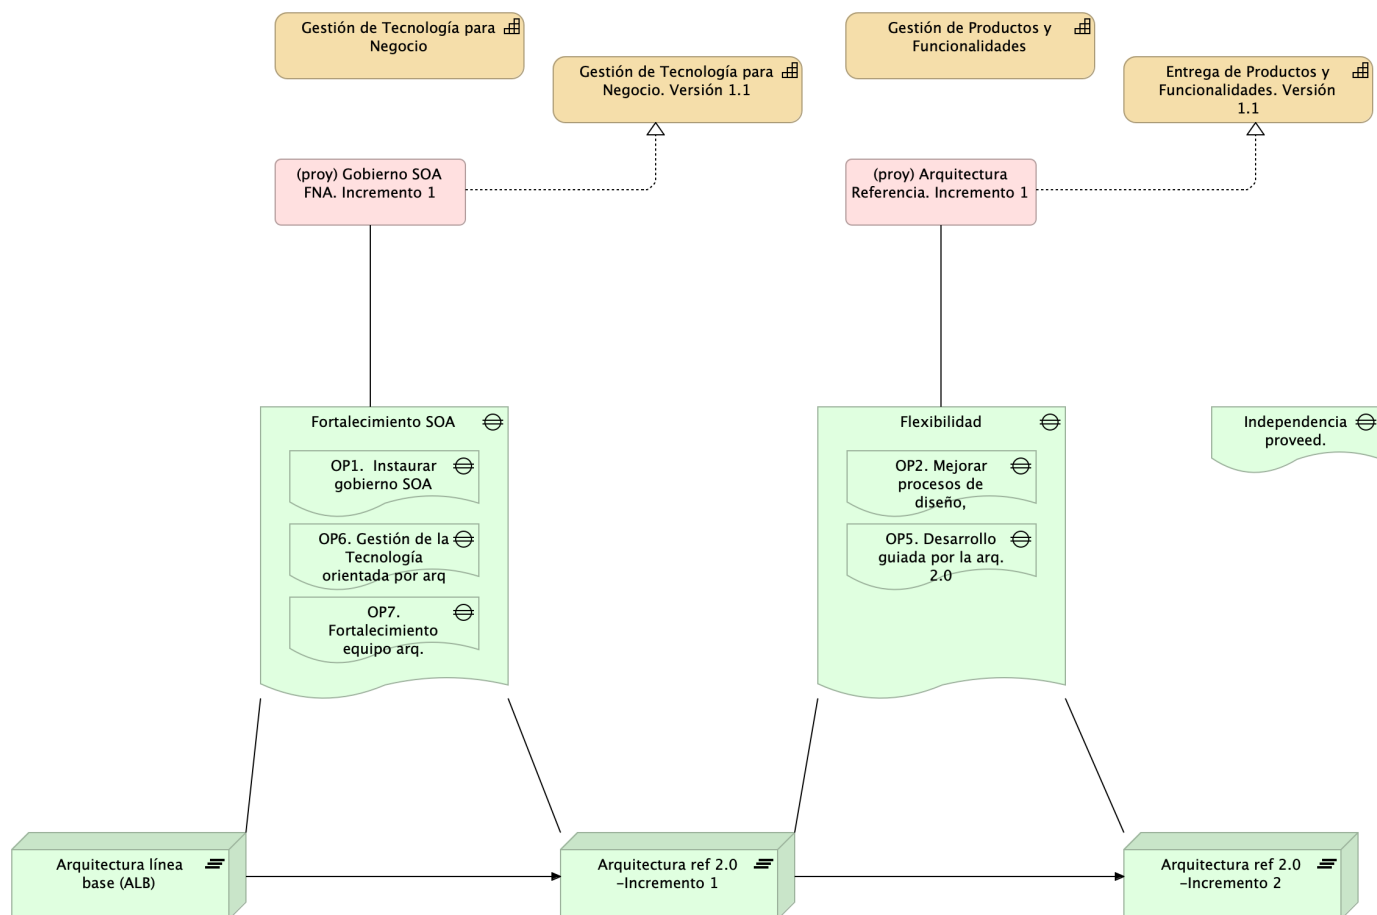 Gestión de Tecnología para
Negocio
Gestión de Tecnología para
Negocio. Versión 1.1
Gestión de Productos y
Funcionalidades
Entrega de Productos y
Funcionalidades. Versión
1.1
(proy) Gobierno SOA
FNA. Incremento 1
(proy) Arquitectura
Referencia. Incremento 1
Fortalecimiento SOA
OP1.  Instaurar
gobierno SOA
OP6. Gestión de la
Tecnología
orientada por arq
OP7.
Fortalecimiento
equipo arq.
Flexibilidad
OP2. Mejorar
procesos de
diseño,
OP5. Desarrollo
guiada por la arq.
2.0
Independencia
proveed.
Arquitectura línea
base (ALB)
Arquitectura ref 2.0
-Incremento 1
Arquitectura ref 2.0
-Incremento 2